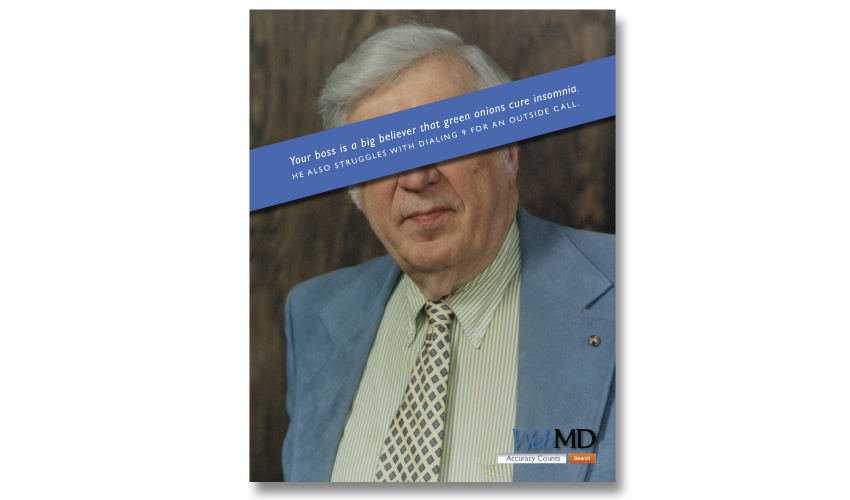 Your boss is a big believer that green onions cure insomnia.
HE ALSO STRUGGLES WITH DIALING 9 FOR AN OUTSIDE CALL.
WebMD
Accuracy Counts Search